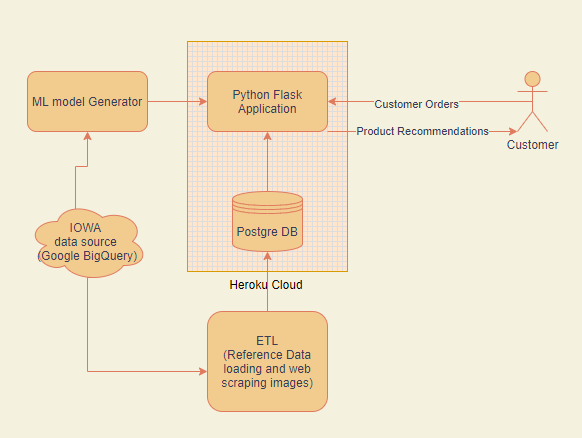 ML model Generator
Python Flask
Application
Customer Orders
Product Recommendations
Customer
IOWA
data source
(Google BigQuery)
Postgre DB
Heroku Cloud
ETL
(Reference Data
loading and web
scraping images)